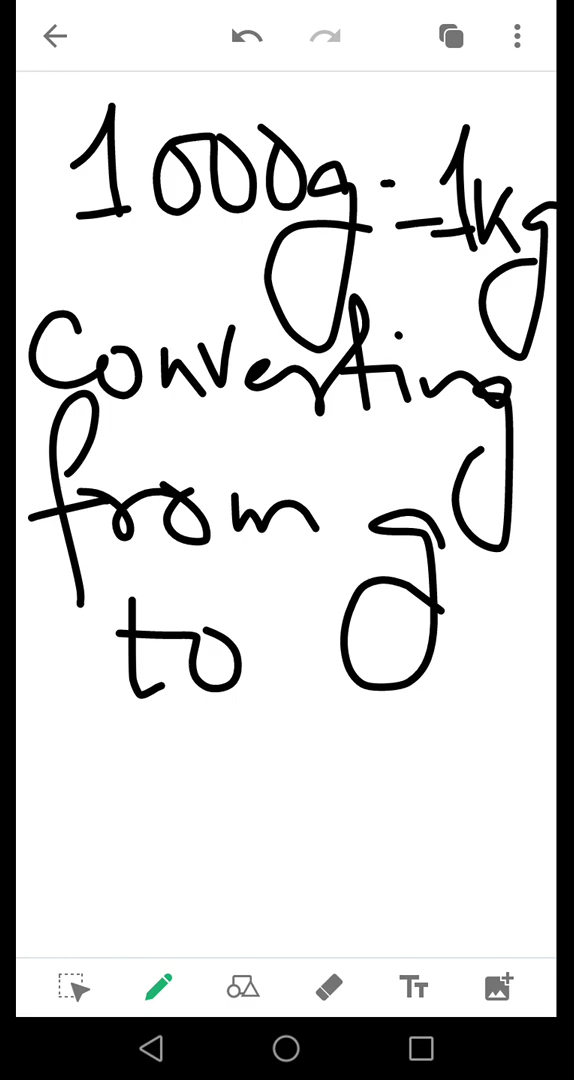 1000g = 1kg
Converting
from g
to